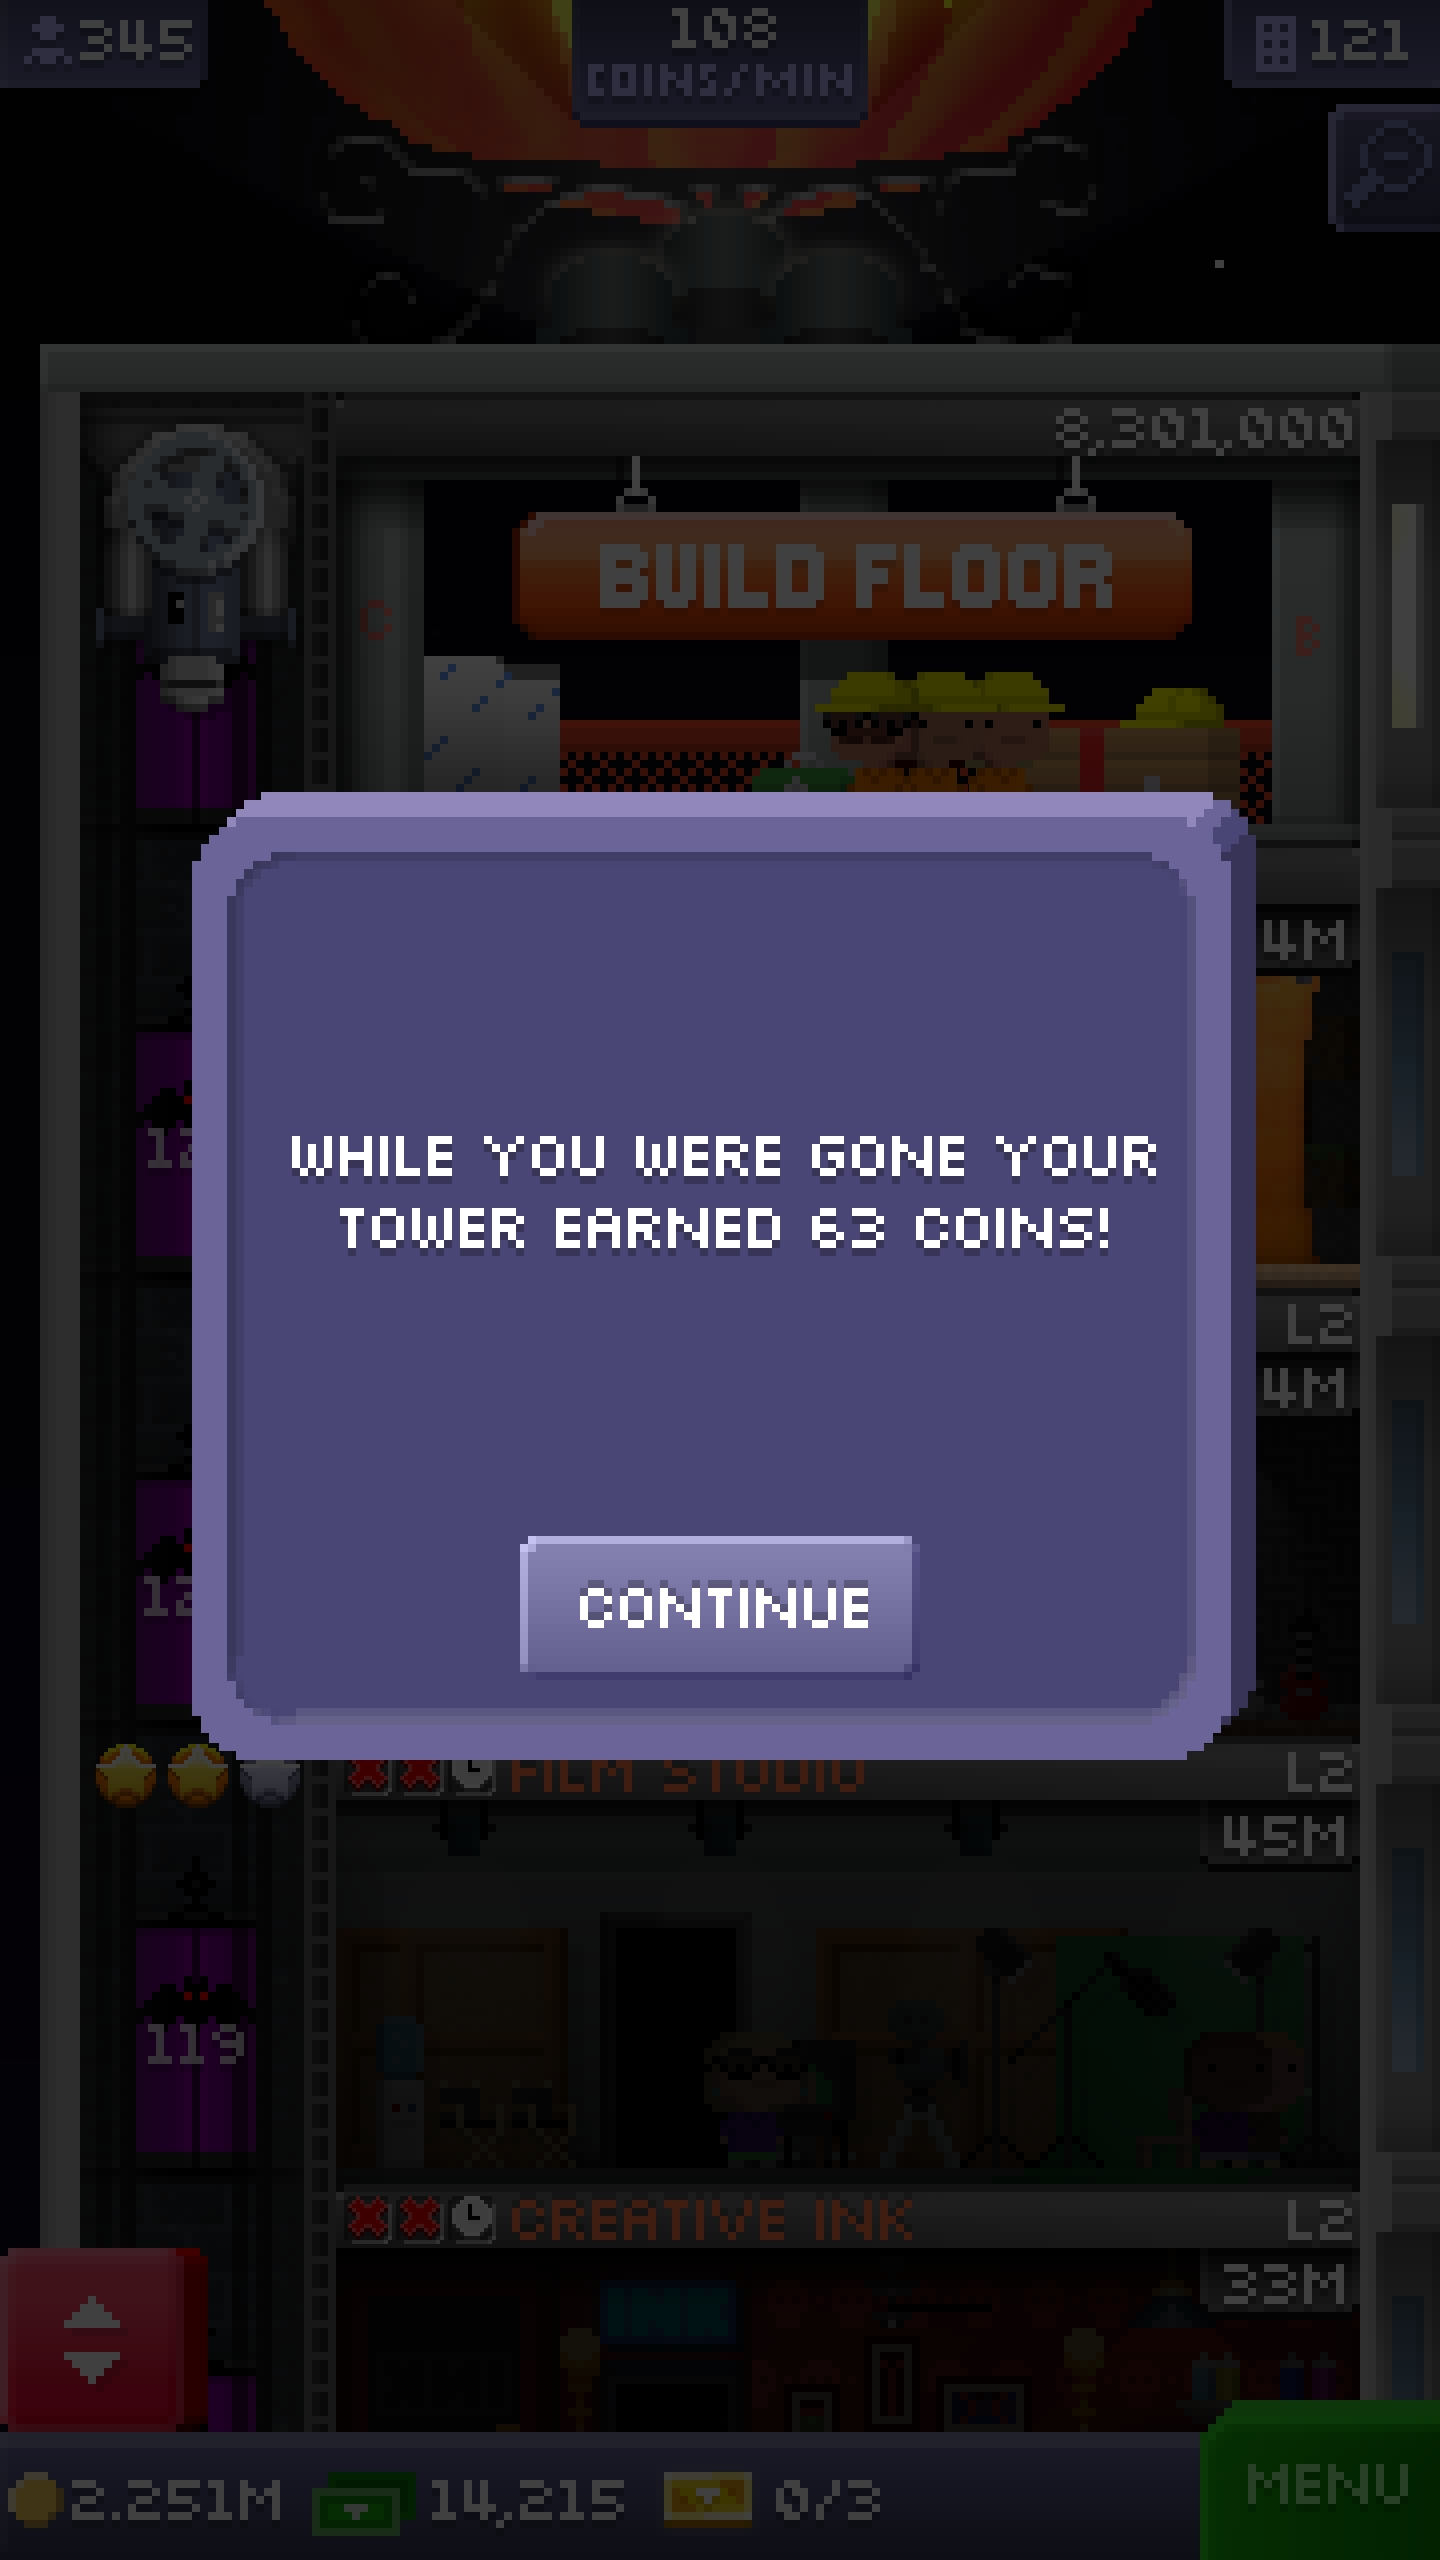 345
108
COINS/MIN
121
8,301,000
BUILD FLOOR
C
B
4M
WHILE YOU WERE GONE YOUR
TOWER EARNED 63 COINS!
L2
4M
CONTINUE
FILM STUDIO
L2
45M
119
CREATIVE INK
L2
INK
33M
2.251M
14,215
0/3
MENU